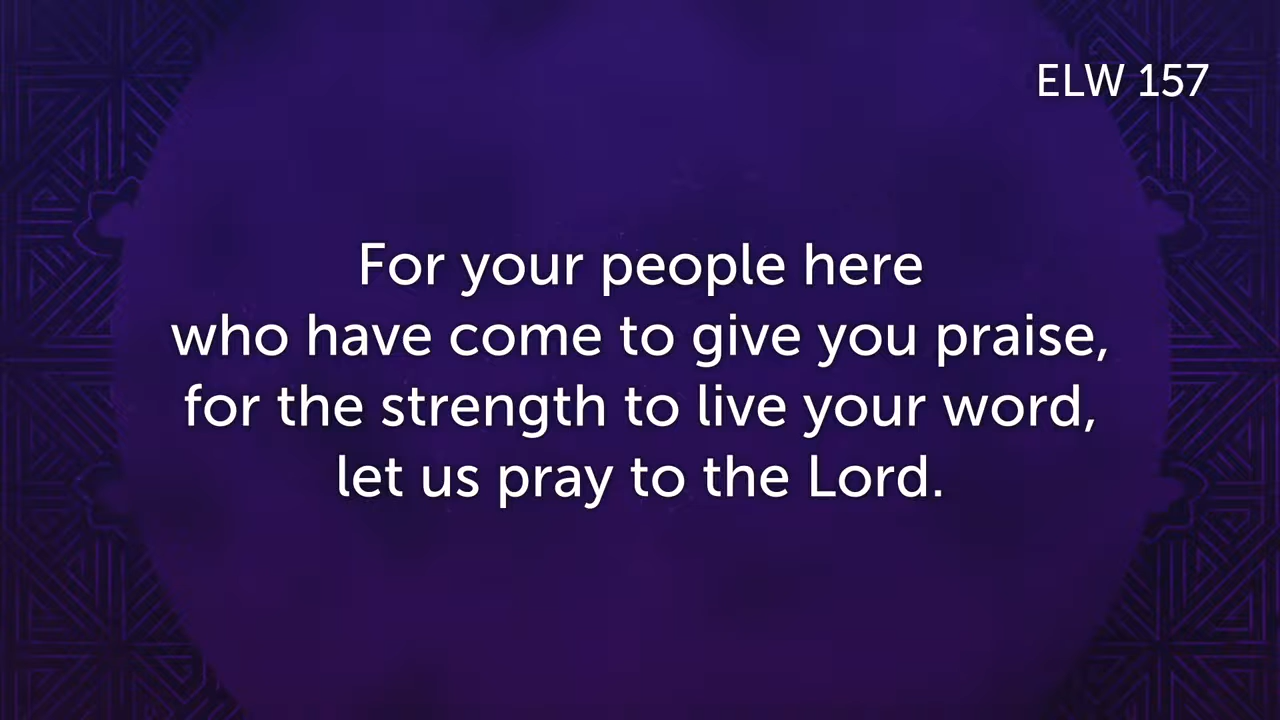 ELW 157
For your people here
who have come to give you praise,
for the strength to live your word,
let us pray to the Lord.